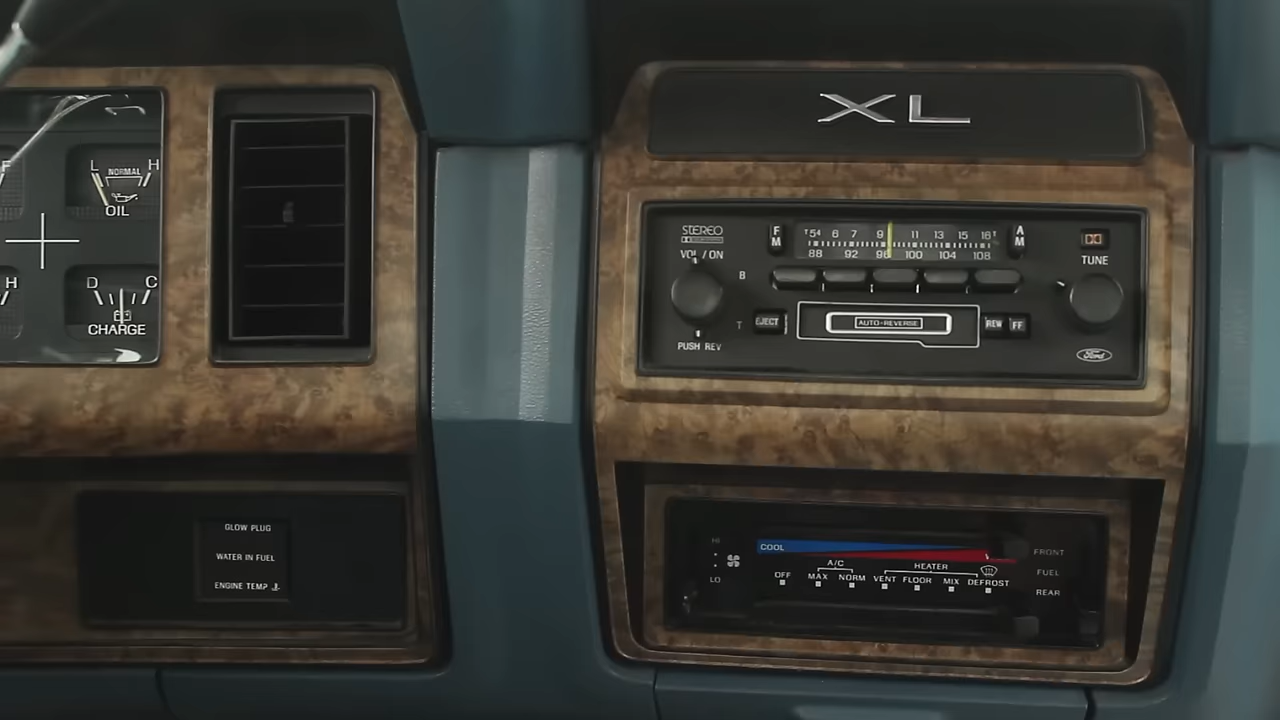 F
L NORMAL H
OIL
H
D C
CHARGE
GLOW PLUG
WATER IN FUEL
ENGINE TEMP
XL
STEREO
VOL / ON
FM
54 6 7 9 11 13 15 16
88 92 96 100 104 108
AM
TUNE
B
T
EJECT
AUTO-REVERSE
REW FF
PUSH REV
Ford
HI
LO
COOL
A/C
HEATER
OFF MAX NORM VENT FLOOR MIX DEFROST
FRONT
FUEL
REAR